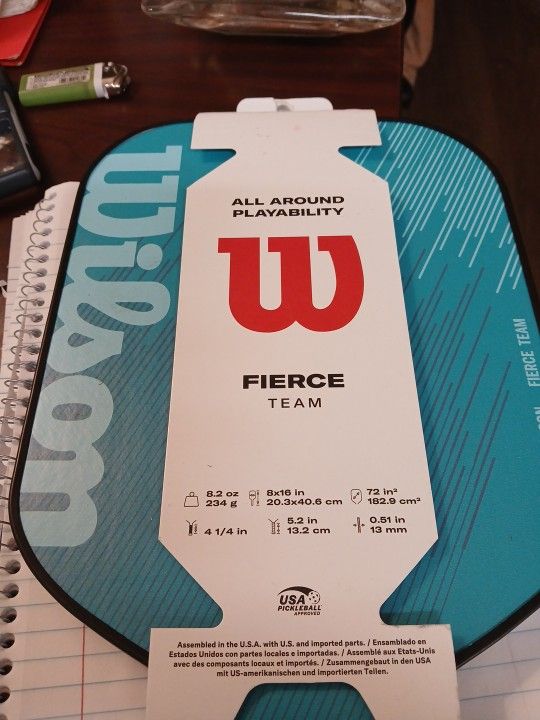 Wilson
ALL AROUND
PLAYABILITY
W
FIERCE
TEAM
8.2 oz
234 g
8x16 in
20.3x40.6 cm
72 in²
182.9 cm²
4 1/4 in
5.2 in
13.2 cm
0.51 in
13 mm
USA
PICKLEBALL
APPROVED
Assembled in the U.S.A. with U.S. and imported parts. / Ensamblado en
Estados Unidos con partes locales e importadas. / Assemblé aux Etats-Unis
avec des composants locaux et importés. / Zusammengebaut in den USA
mit US-amerikanischen und importierten Teilen.
FIERCE TEAM